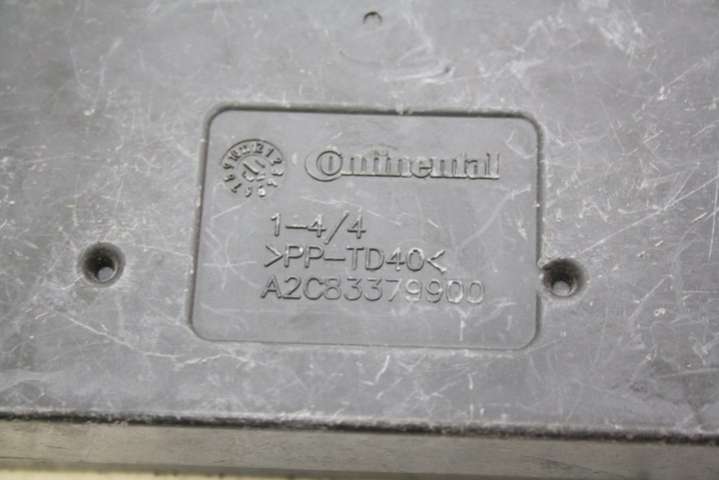 Continental
1-4/4
>PP-TD40<
A2C83379900